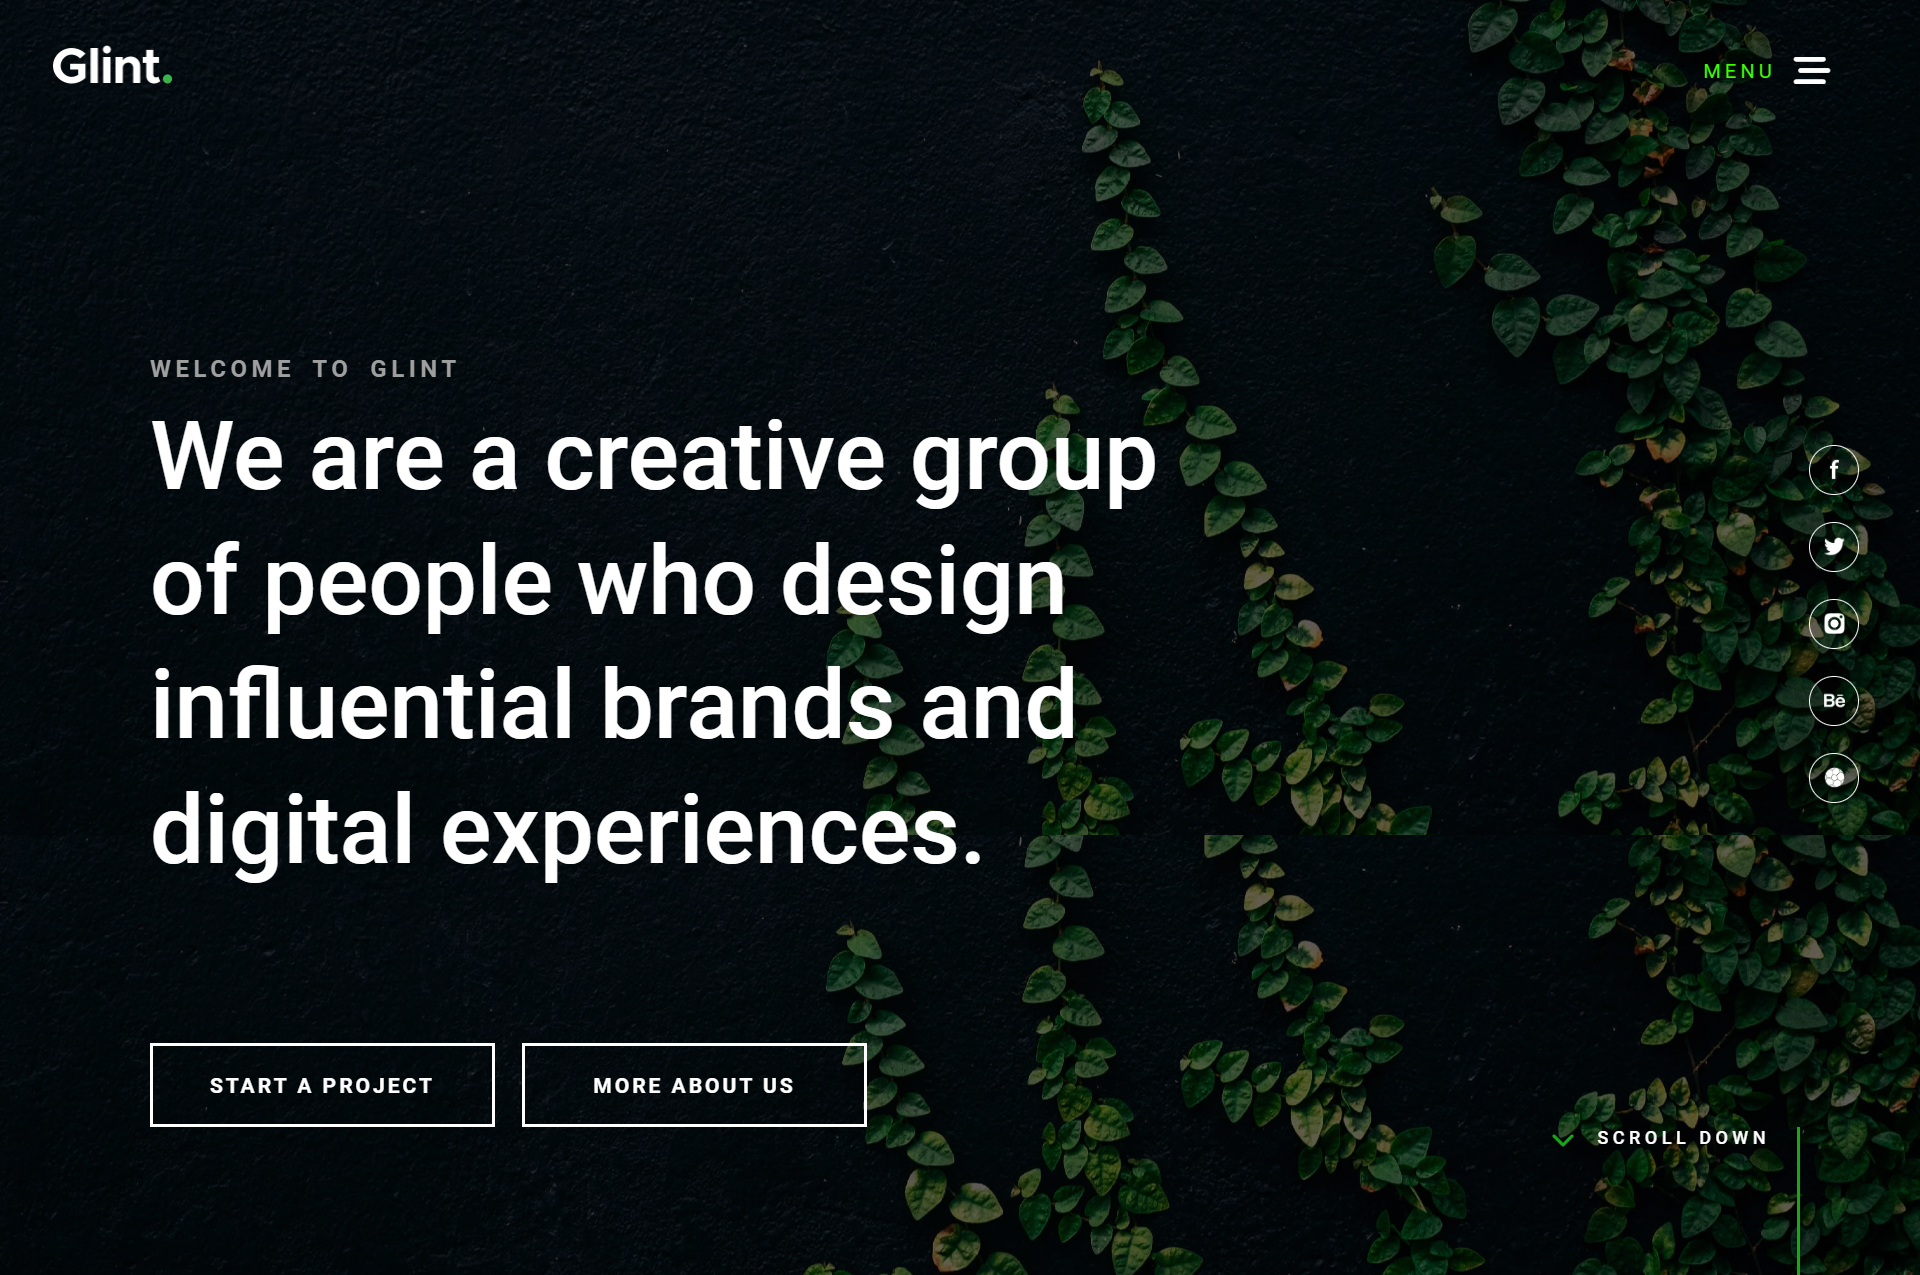 Glint.
MENU
WELCOME TO GLINT
We are a creative group
of people who design
influential brands and
digital experiences.
Bē
START A PROJECT
MORE ABOUT US
SCROLL DOWN